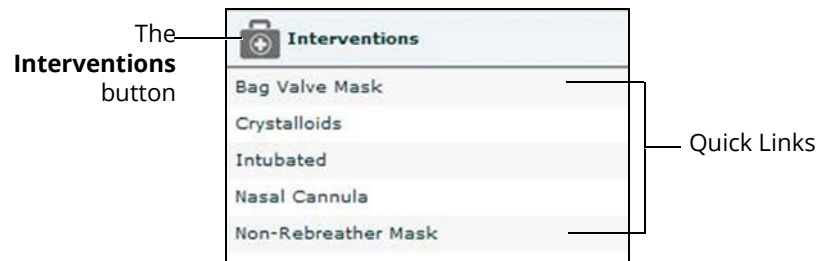 The
Interventions
button
Interventions
Bag Valve Mask
Crystalloids
Intubated
Nasal Cannula
Non-Rebreather Mask
Quick Links